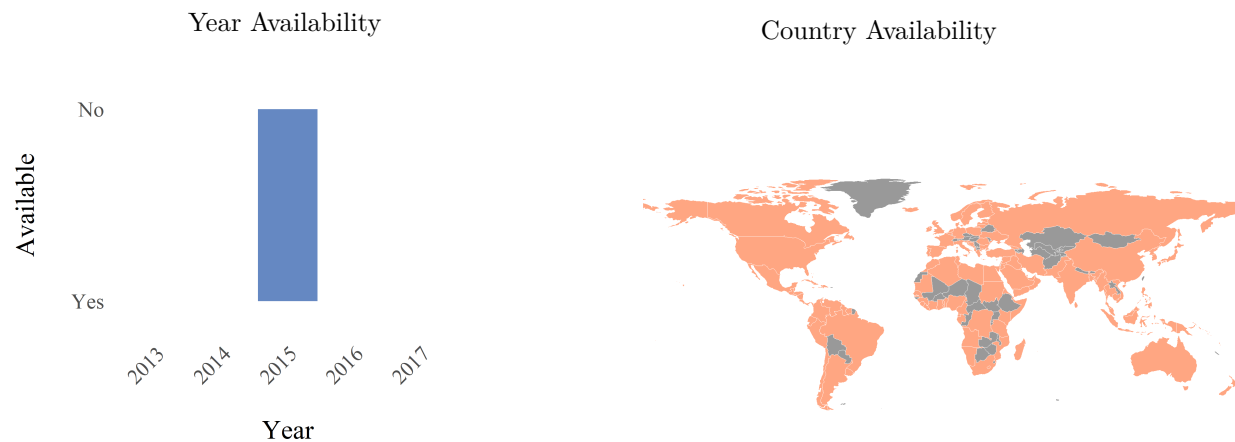 Year Availability
Country Availability
No
Available
Yes
2013
2014
2015
2016
2017
Year